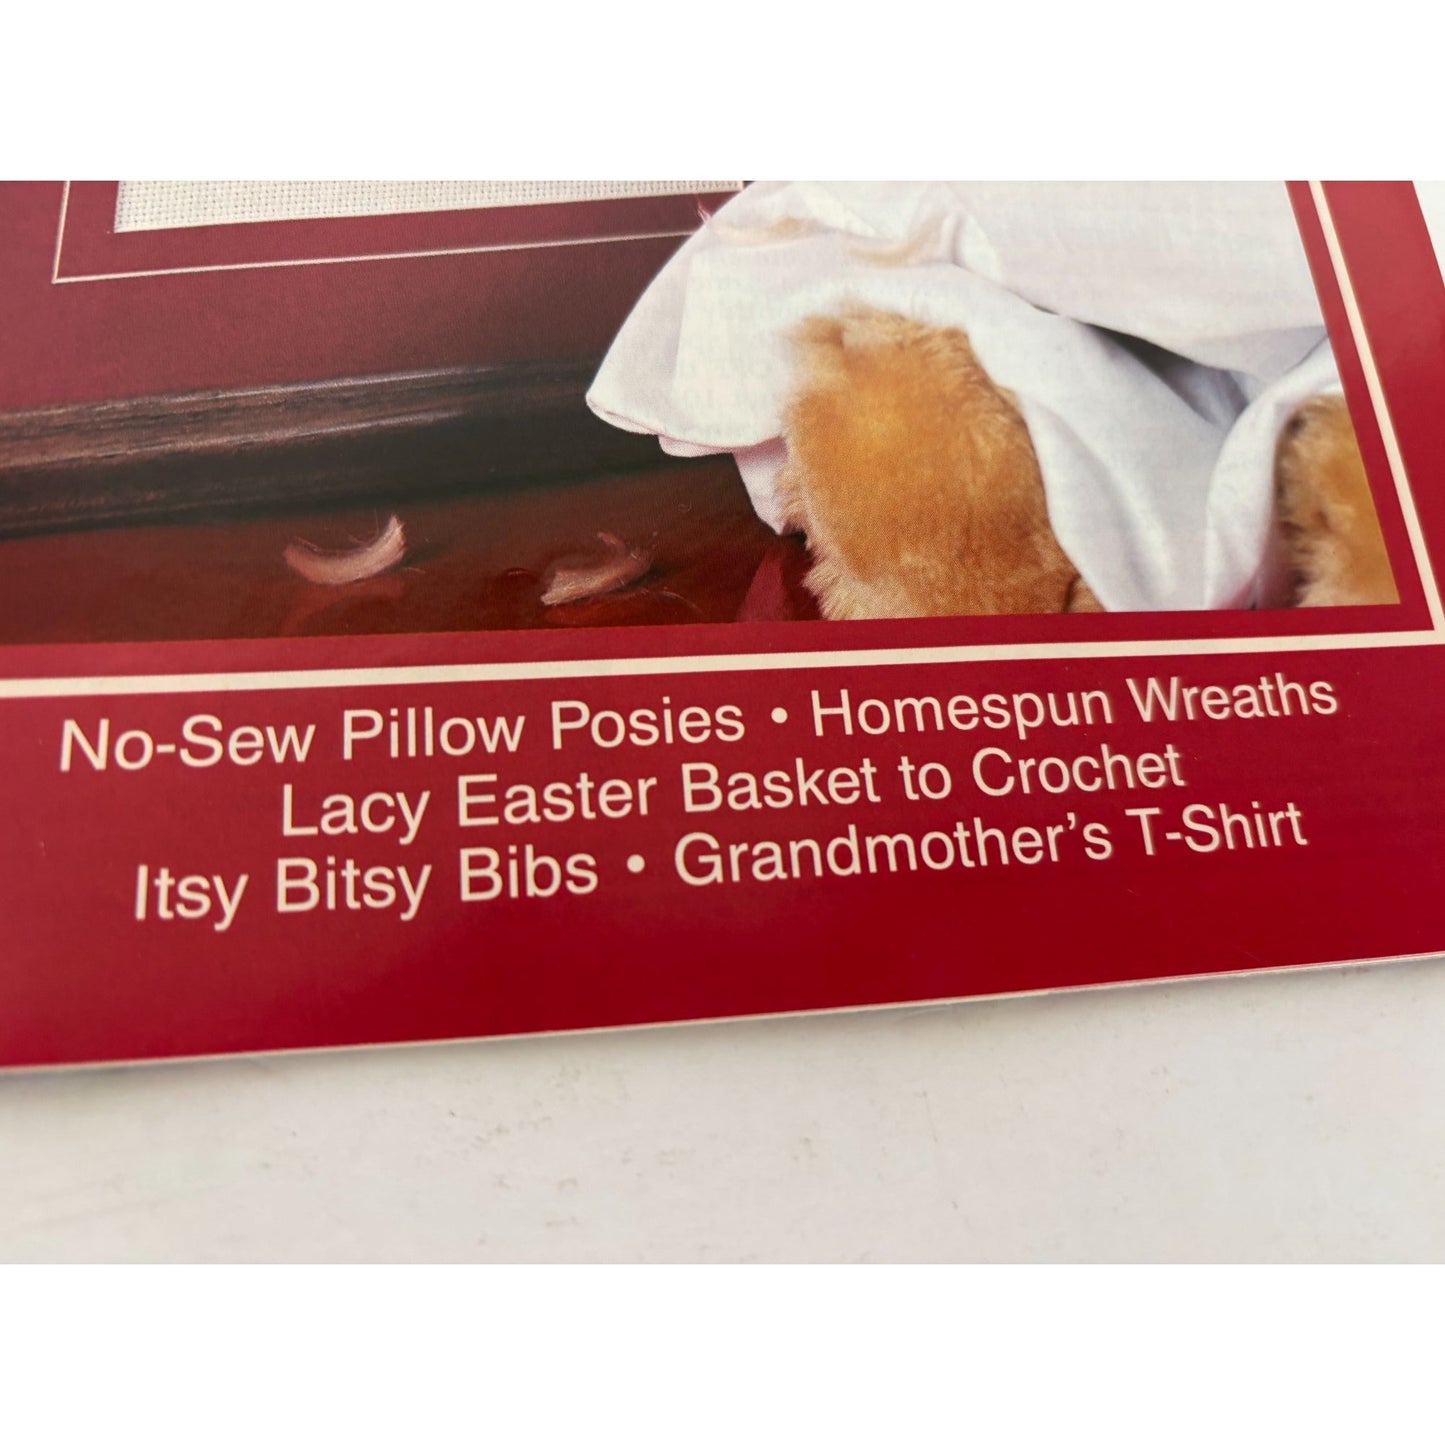 No-Sew Pillow Posies • Homespun Wreaths
Lacy Easter Basket to Crochet
Itsy Bitsy Bibs • Grandmother’s T-Shirt